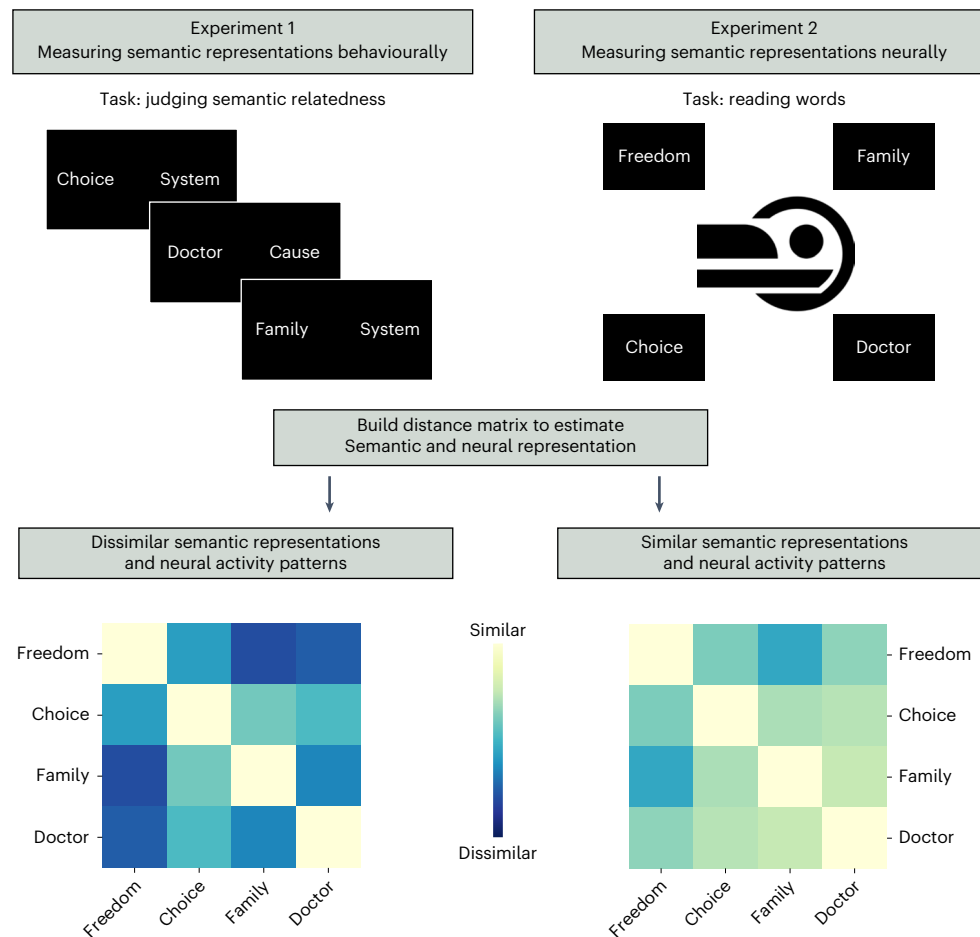 Experiment 1
Measuring semantic representations behaviourally
Task: judging semantic relatedness
Choice System
Doctor Cause
Family System
Experiment 2
Measuring semantic representations neurally
Task: reading words
Freedom Family
Choice Doctor
Build distance matrix to estimate
Semantic and neural representation
Dissimilar semantic representations
and neural activity patterns
Similar semantic representations
and neural activity patterns
Freedom
Choice
Family
Doctor
Freedom Choice Family Doctor
Similar
Dissimilar
Freedom
Choice
Family
Doctor
Freedom Choice Family Doctor